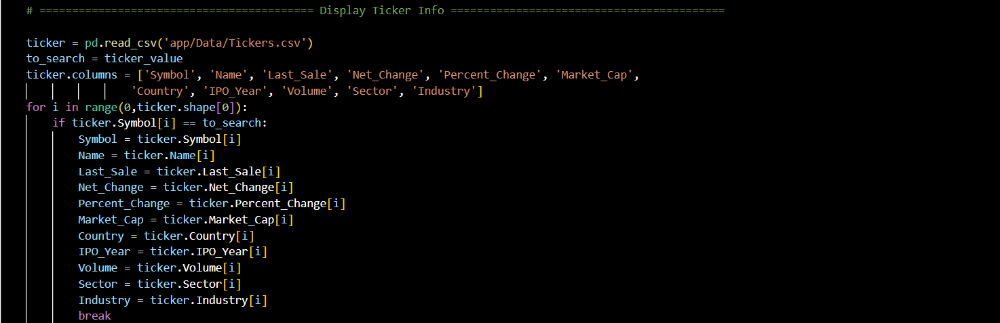 # ========================================== Display Ticker Info ==========================================
ticker = pd.read_csv('app/Data/Tickers.csv')
to_search = ticker_value
ticker.columns = ['Symbol', 'Name', 'Last_Sale', 'Net_Change', 'Percent_Change', 'Market_Cap',
                'Country', 'IPO_Year', 'Volume', 'Sector', 'Industry']
for i in range(0,ticker.shape[0]):
    if ticker.Symbol[i] == to_search:
        Symbol = ticker.Symbol[i]
        Name = ticker.Name[i]
        Last_Sale = ticker.Last_Sale[i]
        Net_Change = ticker.Net_Change[i]
        Percent_Change = ticker.Percent_Change[i]
        Market_Cap = ticker.Market_Cap[i]
        Country = ticker.Country[i]
        IPO_Year = ticker.IPO_Year[i]
        Volume = ticker.Volume[i]
        Sector = ticker.Sector[i]
        Industry = ticker.Industry[i]
        break